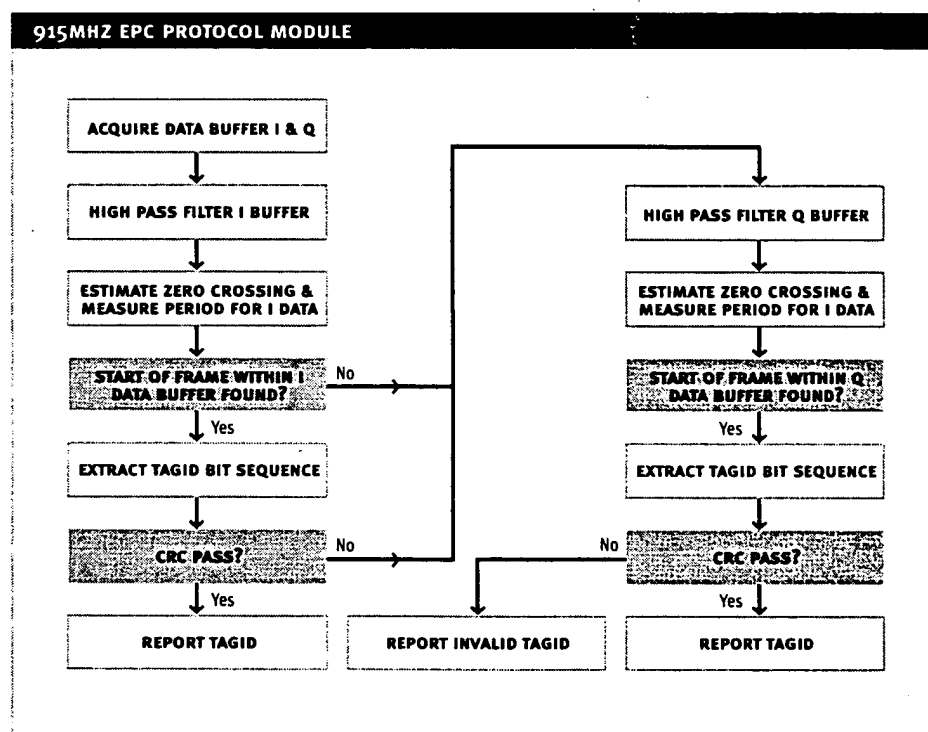 915MHZ EPC PROTOCOL MODULE
ACQUIRE DATA BUFFER I & Q
HIGH PASS FILTER I BUFFER
ESTIMATE ZERO CROSSING &
MEASURE PERIOD FOR I DATA
START OF FRAME WITHIN I
DATA BUFFER FOUND?
No
Yes
EXTRACT TAGID BIT SEQUENCE
CRC PASS?
No
Yes
REPORT TAGID
HIGH PASS FILTER Q BUFFER
ESTIMATE ZERO CROSSING &
MEASURE PERIOD FOR I DATA
START OF FRAME WITHIN Q
DATA BUFFER FOUND?
Yes
EXTRACT TAGID BIT SEQUENCE
CRC PASS?
No
Yes
REPORT INVALID TAGID
REPORT TAGID